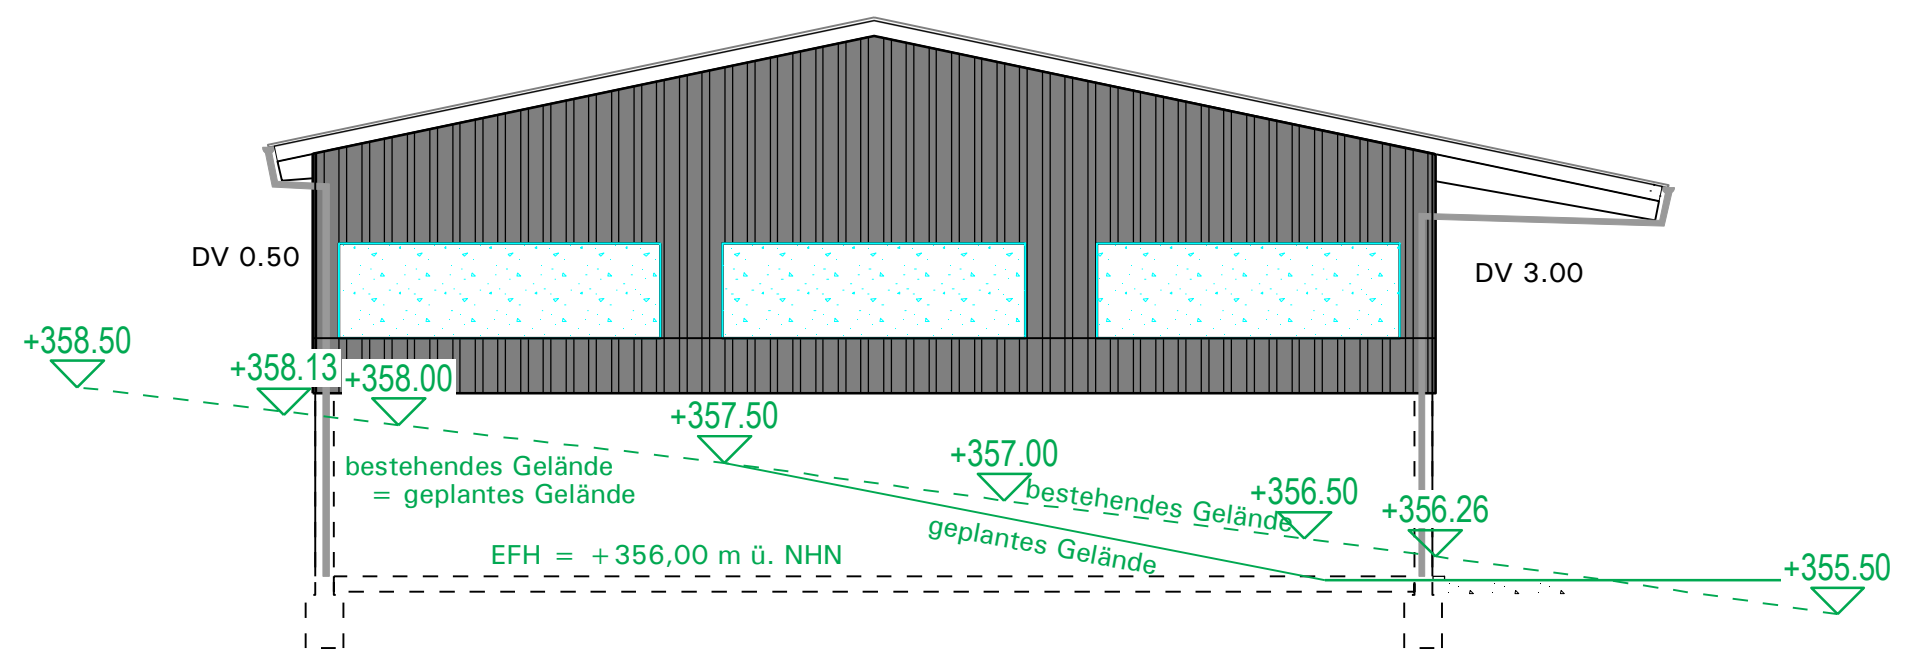 DV 0.50
DV 3.00
+358.50
+358.13
+358.00
+357.50
+357.00
+356.50
+356.26
+355.50
bestehendes Gelände
= geplantes Gelände
bestehendes Gelände
geplantes Gelände
EFH = +356,00 m ü. NHN